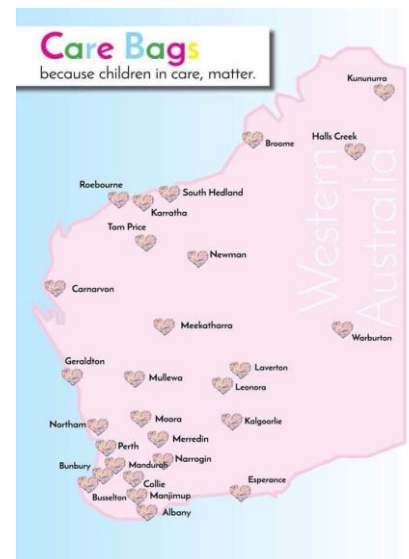 Care Bags
because children in care, matter.
Kununurra
Halls Creek
Broome
Western
Australia
Roebourne
South Hedland
Karratha
Tom Price
Newman
Carnarvon
Meekatharra
Warburton
Geraldton
Mullewa
Laverton
Leonora
Northam
Moora
Kalgoorlie
Merredin
Perth
Narrogin
Bunbury
Mandurah
Collie
Esperance
Busselton
Manjimup
Albany